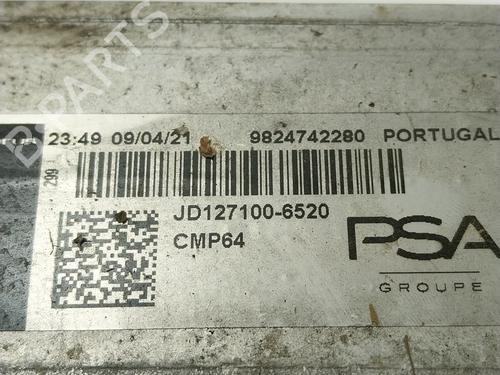 B-PARTS
23:49 09/04/21 9824742280 PORTUGAL
299
JD127100-6520
CMP64
PSA
GROUPE